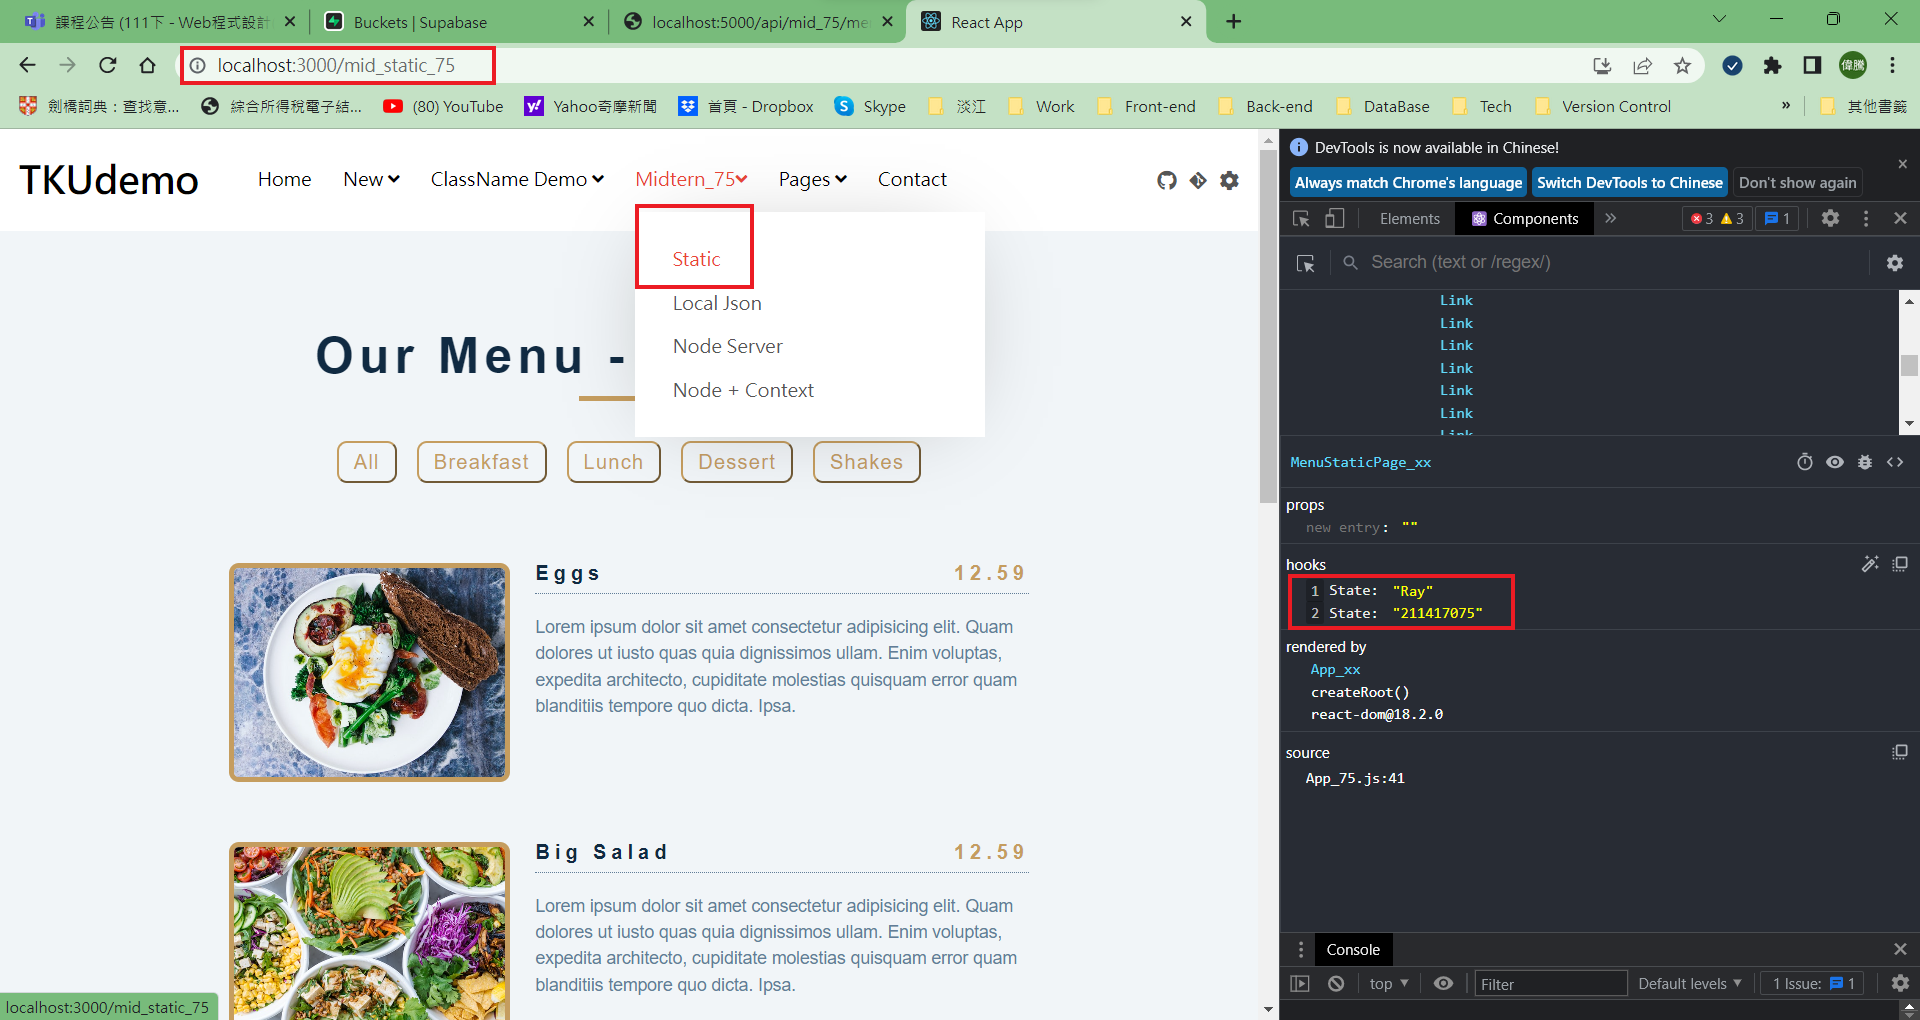 課程公告 (111下 - Web程式設計
Buckets | Supabase
localhost:5000/api/mid_75/me
React App
localhost:3000/mid_static_75
偉騰
劍橋詞典：查找意...
綜合所得稅電子結...
(80) YouTube
Yahoo奇摩新聞
首頁 - Dropbox
Skype
淡江
Work
Front-end
Back-end
DataBase
Tech
Version Control
»
其他書籤
TKUdemo
Home
New
ClassName Demo
Midtern_75
Pages
Contact
Static
Local Json
Node Server
Node + Context
Our Menu -
All
Breakfast
Lunch
Dessert
Shakes
Eggs 12.59
Lorem ipsum dolor sit amet consectetur adipisicing elit. Quam
dolores ut iusto quas quia dignissimos ullam. Enim voluptas,
expedita architecto, cupiditate molestias quisquam error quam
blanditiis tempore quo dicta. Ipsa.
Big Salad 12.59
Lorem ipsum dolor sit amet consectetur adipisicing elit. Quam
dolores ut iusto quas quia dignissimos ullam. Enim voluptas,
expedita architecto, cupiditate molestias quisquam error quam
blanditiis tempore quo dicta. Ipsa.
localhost:3000/mid_static_75
DevTools is now available in Chinese!
Always match Chrome's language
Switch DevTools to Chinese
Don't show again
Elements
Components
»
3 3
1
Search (text or /regex/)
Link
Link
Link
Link
Link
Link
Link
MenuStaticPage_xx
props
new entry: ""
hooks
1 State: "Ray"
2 State: "211417075"
rendered by
App_xx
createRoot()
react-dom@18.2.0
source
App_75.js:41
Console
top
Filter
Default levels
1 Issue: 1